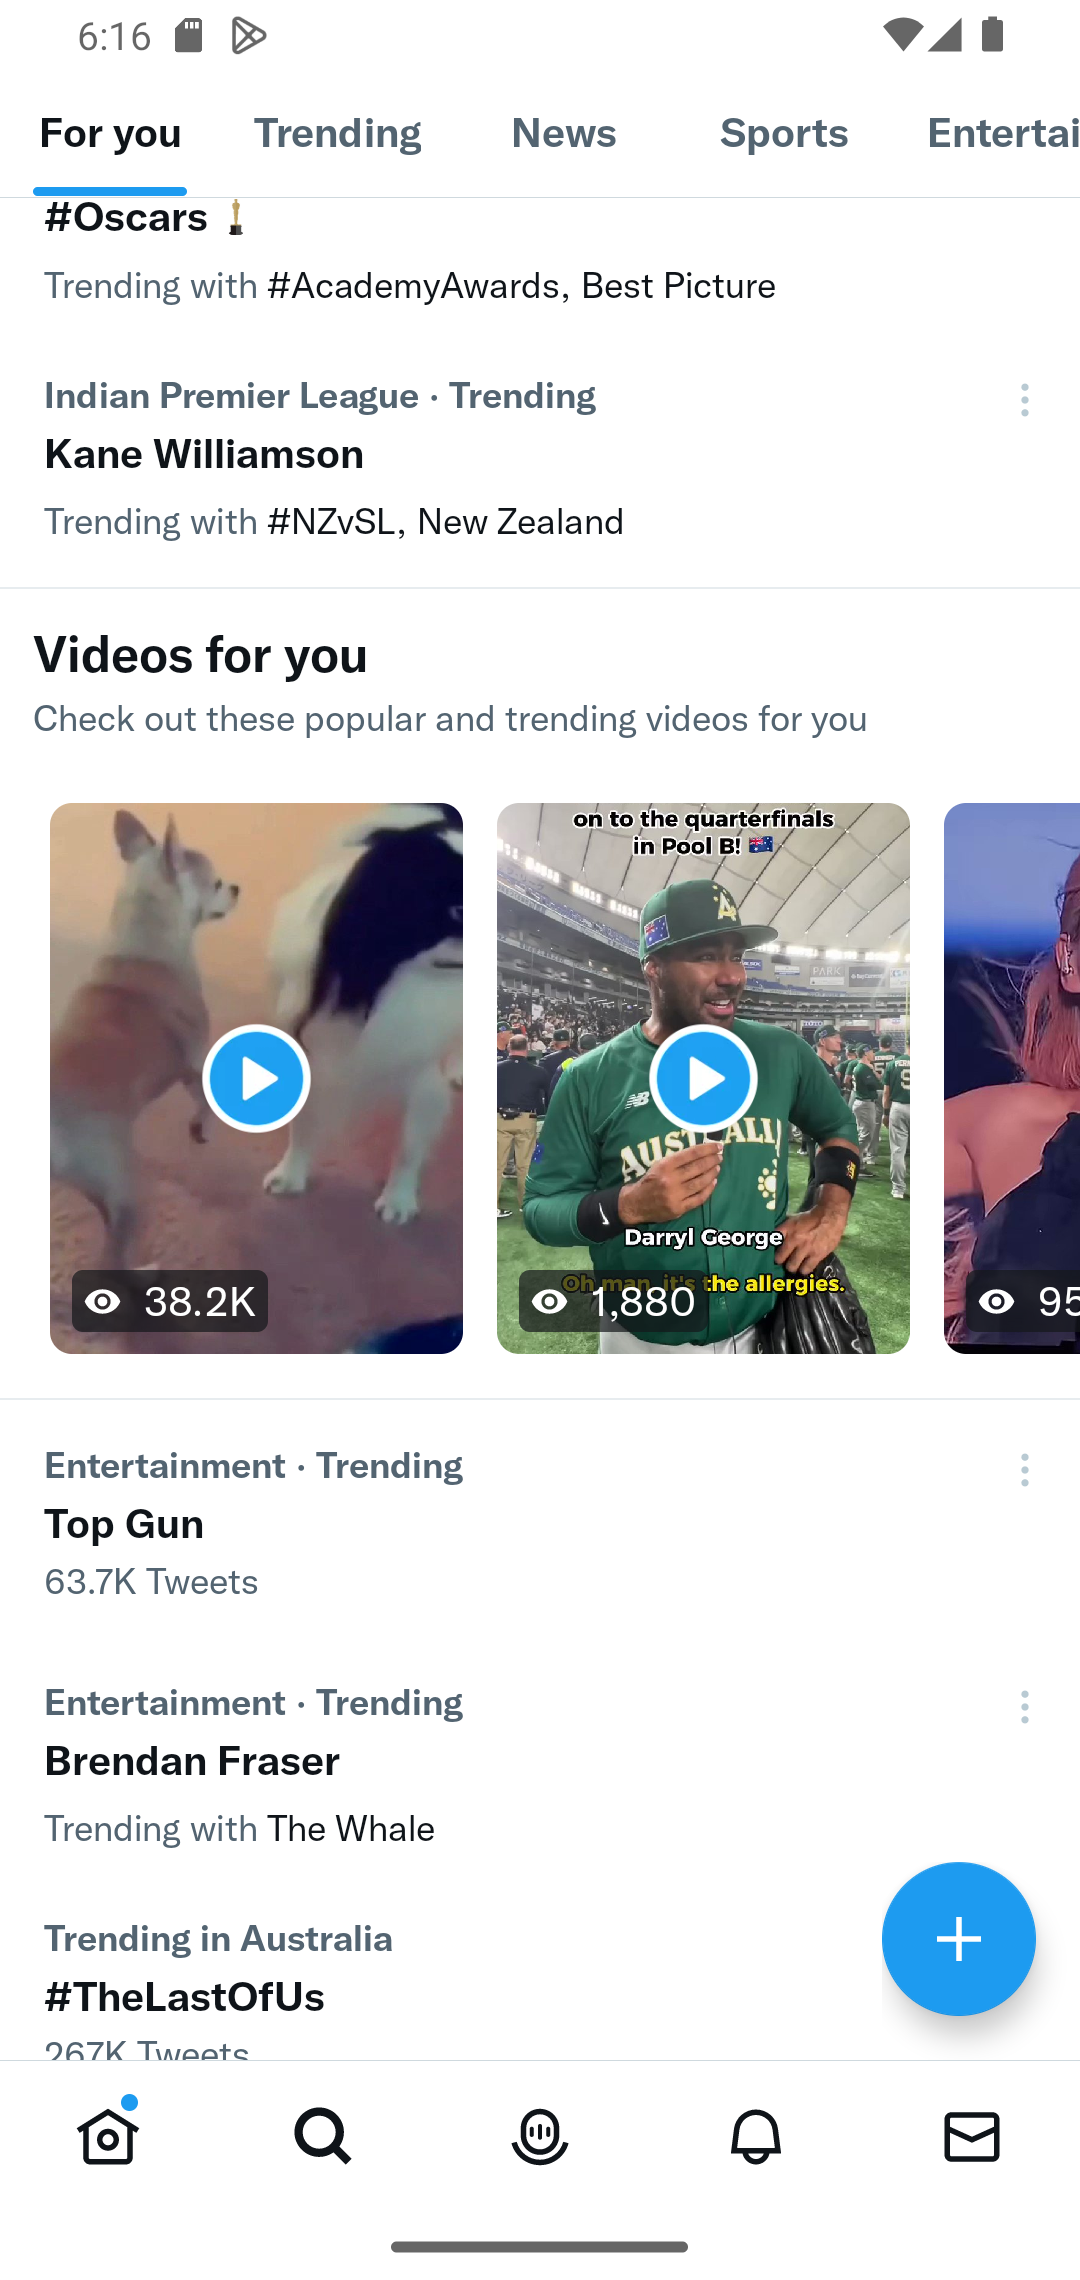 6:16
For you Trending News Sports Entertai
#Oscars
Trending with #AcademyAwards, Best Picture
Indian Premier League · Trending
Kane Williamson
Trending with #NZvSL, New Zealand
Videos for you
Check out these popular and trending videos for you
on to the quarterfinals
in Pool B!
AUSTRALI
Darryl George
Oh man, it's the allergies.
38.2K 1,880 95
Entertainment · Trending
Top Gun
63.7K Tweets
Entertainment · Trending
Brendan Fraser
Trending with The Whale
Trending in Australia
#TheLastOfUs
267K Tweets